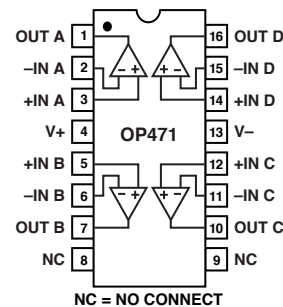 OUT A 1 16 OUT D
–IN A 2 – + + – 15 –IN D
+IN A 3 14 +IN D
V+ 4 OP471 13 V–
+IN B 5 12 +IN C
–IN B 6 – + + – 11 –IN C
OUT B 7 10 OUT C
NC 8 9 NC
NC = NO CONNECT